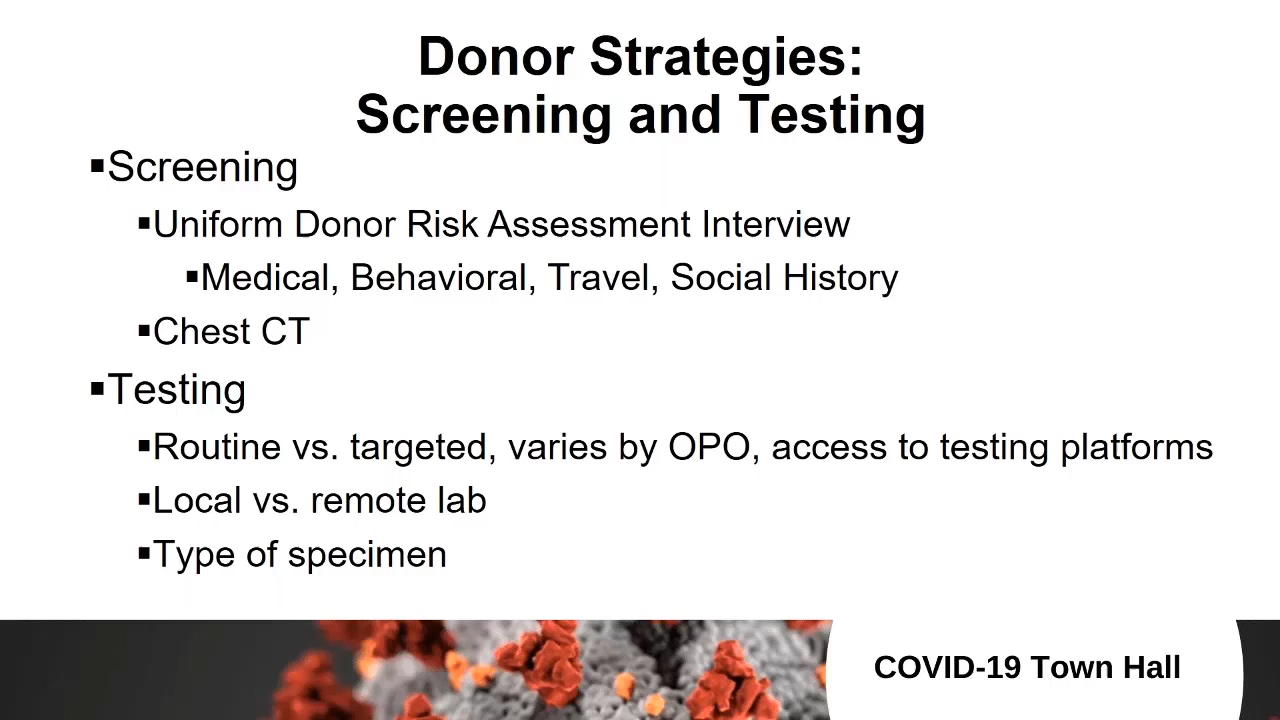 Donor Strategies:
Screening and Testing
▪Screening
▪Uniform Donor Risk Assessment Interview
▪Medical, Behavioral, Travel, Social History
▪Chest CT
▪Testing
▪Routine vs. targeted, varies by OPO, access to testing platforms
▪Local vs. remote lab
▪Type of specimen
COVID-19 Town Hall